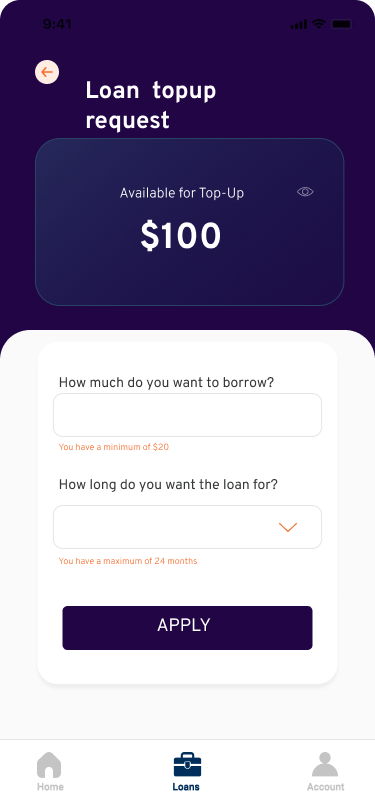 9:41
Loan topup
request
Available for Top-Up
$100
How much do you want to borrow?
You have a minimum of $20
How long do you want the loan for?
You have a maximum of 24 months
APPLY
Home
Loans
Account